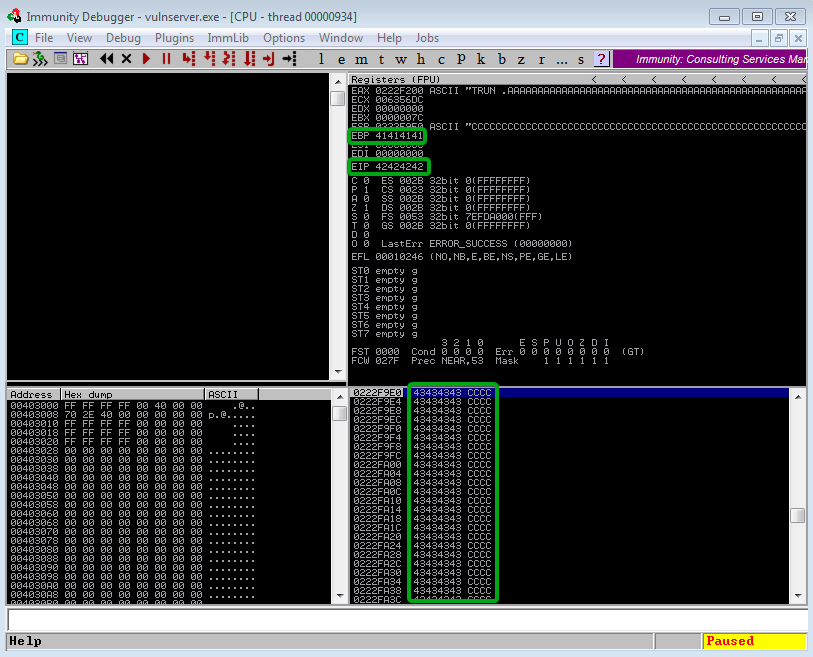 Immunity Debugger - vulnserver.exe - [CPU - thread 00000934]
C File View Debug Plugins ImmLib Options Window Help Jobs
l e m t w h c P k b z r ... s ?
Immunity: Consulting Services Mar
Registers (FPU) < < < < < < < <
EAX 0222F200 ASCII "TRUN .AAAAAAAAAAAAAAAAAAAAAAAAAAAAAAAAAAAAAAAAAAAAAAAA
ECX 006356DC
EDX 00000000
EBX 0000007C
ESP 0222F9E0 ASCII "CCCCCCCCCCCCCCCCCCCCCCCCCCCCCCCCCCCCCCCCCCCCCCCCCCCCCC
EBP 41414141
EDI 00000000
EIP 42424242
C 0 ES 002B 32bit 0(FFFFFFFF)
P 1 CS 0023 32bit 0(FFFFFFFF)
A 0 SS 002B 32bit 0(FFFFFFFF)
Z 1 DS 002B 32bit 0(FFFFFFFF)
S 0 FS 0053 32bit 7EFDA000(FFF)
T 0 GS 002B 32bit 0(FFFFFFFF)
D 0
O 0 LastErr ERROR_SUCCESS (00000000)
EFL 00010246 (NO,NB,E,BE,NS,PE,GE,LE)
ST0 empty g
ST1 empty g
ST2 empty g
ST3 empty g
ST4 empty g
ST5 empty g
ST6 empty g
ST7 empty g
3 2 1 0 E S P U O Z D I
FST 0000 Cond 0 0 0 0 Err 0 0 0 0 0 0 0 0 (GT)
FCW 027F Prec NEAR,53 Mask 1 1 1 1 1 1
Address Hex dump ASCII
00403000 FF FF FF FF 00 40 00 00 .@..
00403008 70 2E 40 00 00 00 00 00 p.@.....
00403010 FF FF FF FF 00 00 00 00 ....
00403018 FF FF FF FF 00 00 00 00 ....
00403020 FF FF FF FF 00 00 00 00 ....
00403028 00 00 00 00 00 00 00 00 ........
00403030 00 00 00 00 00 00 00 00 ........
00403038 00 00 00 00 00 00 00 00 ........
00403040 00 00 00 00 00 00 00 00 ........
00403048 00 00 00 00 00 00 00 00 ........
00403050 00 00 00 00 00 00 00 00 ........
00403058 00 00 00 00 00 00 00 00 ........
00403060 00 00 00 00 00 00 00 00 ........
00403068 00 00 00 00 00 00 00 00 ........
00403070 00 00 00 00 00 00 00 00 ........
00403078 00 00 00 00 00 00 00 00 ........
00403080 00 00 00 00 00 00 00 00 ........
00403088 00 00 00 00 00 00 00 00 ........
00403090 00 00 00 00 00 00 00 00 ........
00403098 00 00 00 00 00 00 00 00 ........
004030A0 00 00 00 00 00 00 00 00 ........
004030A8 00 00 00 00 00 00 00 00 ........
0222F9E0 43434343 CCCC
0222F9E4 43434343 CCCC
0222F9E8 43434343 CCCC
0222F9EC 43434343 CCCC
0222F9F0 43434343 CCCC
0222F9F4 43434343 CCCC
0222F9F8 43434343 CCCC
0222F9FC 43434343 CCCC
0222FA00 43434343 CCCC
0222FA04 43434343 CCCC
0222FA08 43434343 CCCC
0222FA0C 43434343 CCCC
0222FA10 43434343 CCCC
0222FA14 43434343 CCCC
0222FA18 43434343 CCCC
0222FA1C 43434343 CCCC
0222FA20 43434343 CCCC
0222FA24 43434343 CCCC
0222FA28 43434343 CCCC
0222FA2C 43434343 CCCC
0222FA30 43434343 CCCC
0222FA34 43434343 CCCC
0222FA38 43434343 CCCC
0222FA3C 43434343 CCCC
Help
Paused